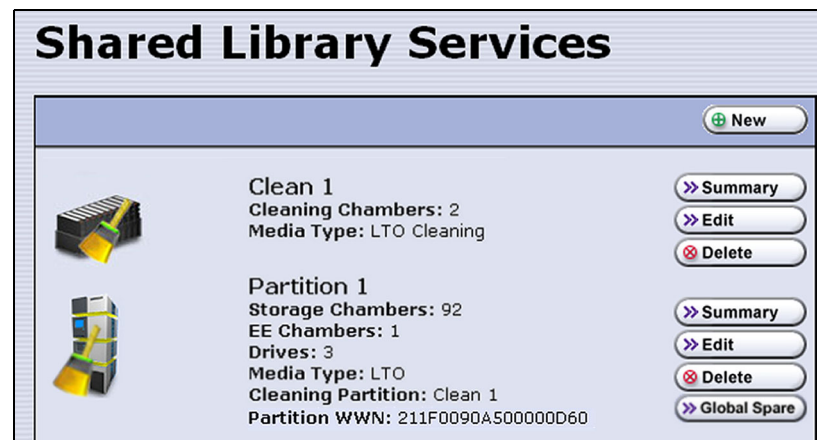 Shared Library Services
New
Clean 1
Cleaning Chambers: 2
Media Type: LTO Cleaning
Summary
Edit
Delete
Partition 1
Storage Chambers: 92
EE Chambers: 1
Drives: 3
Media Type: LTO
Cleaning Partition: Clean 1
Partition WWN: 211F0090A500000D60
Summary
Edit
Delete
Global Spare